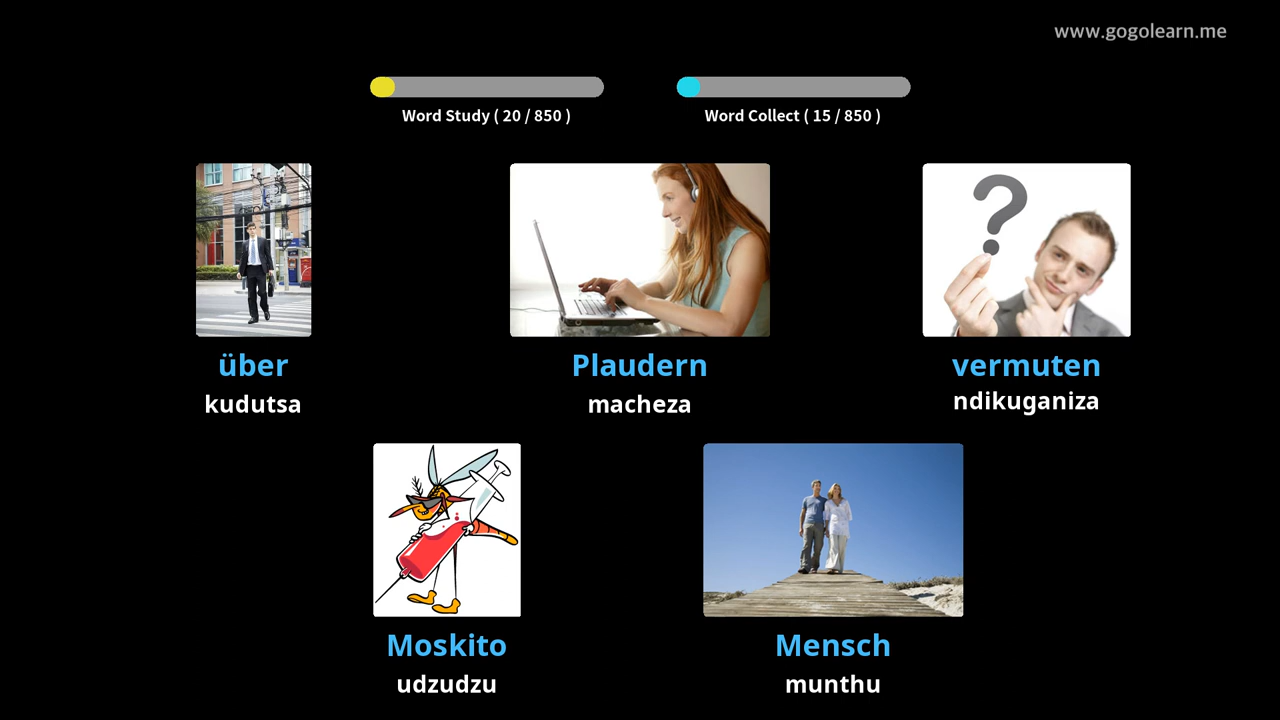 www.gogolearn.me
Word Study ( 20 / 850 )
Word Collect ( 15 / 850 )
über
kudutsa
Plaudern
macheza
vermuten
ndikuganiza
Moskito
udzudzu
Mensch
munthu